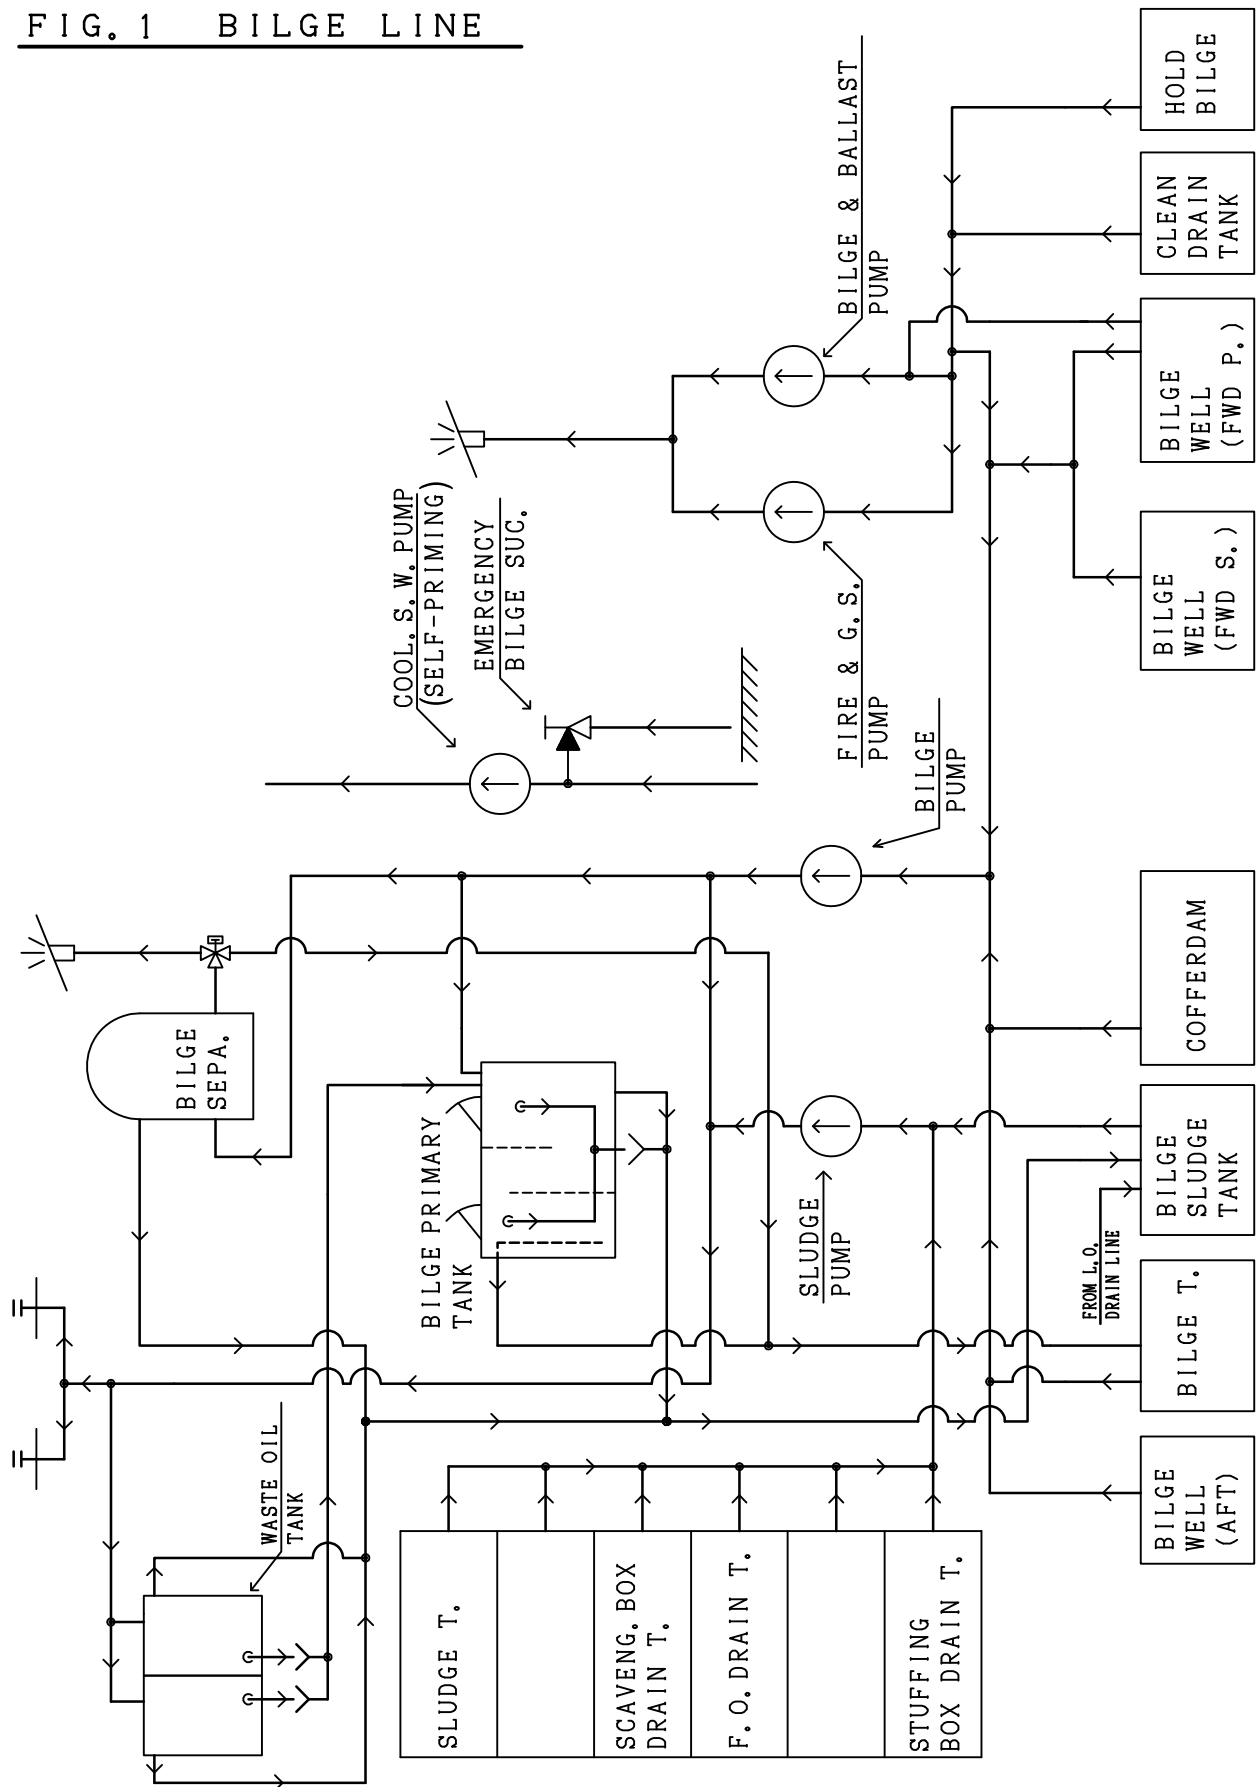 FIG. 1 BILGE LINE
HOLD
BILGE
CLEAN
DRAIN
TANK
BILGE
WELL
(FWD P.)
BILGE
WELL
(FWD S.)
COFFERDAM
BILGE
SLUDGE
TANK
BILGE T.
BILGE
WELL
(AFT)
FROM L.O.
DRAIN LINE
BILGE & BALLAST
PUMP
FIRE & G.S.
PUMP
BILGE
PUMP
COOL. S. W. PUMP
(SELF-PRIMING)
EMERGENCY
BILGE SUC.
SLUDGE
PUMP
BILGE
SEPA.
BILGE PRIMARY
TANK
WASTE OIL
TANK
SLUDGE T.
SCAVENG. BOX
DRAIN T.
F. O. DRAIN T.
STUFFING
BOX DRAIN T.